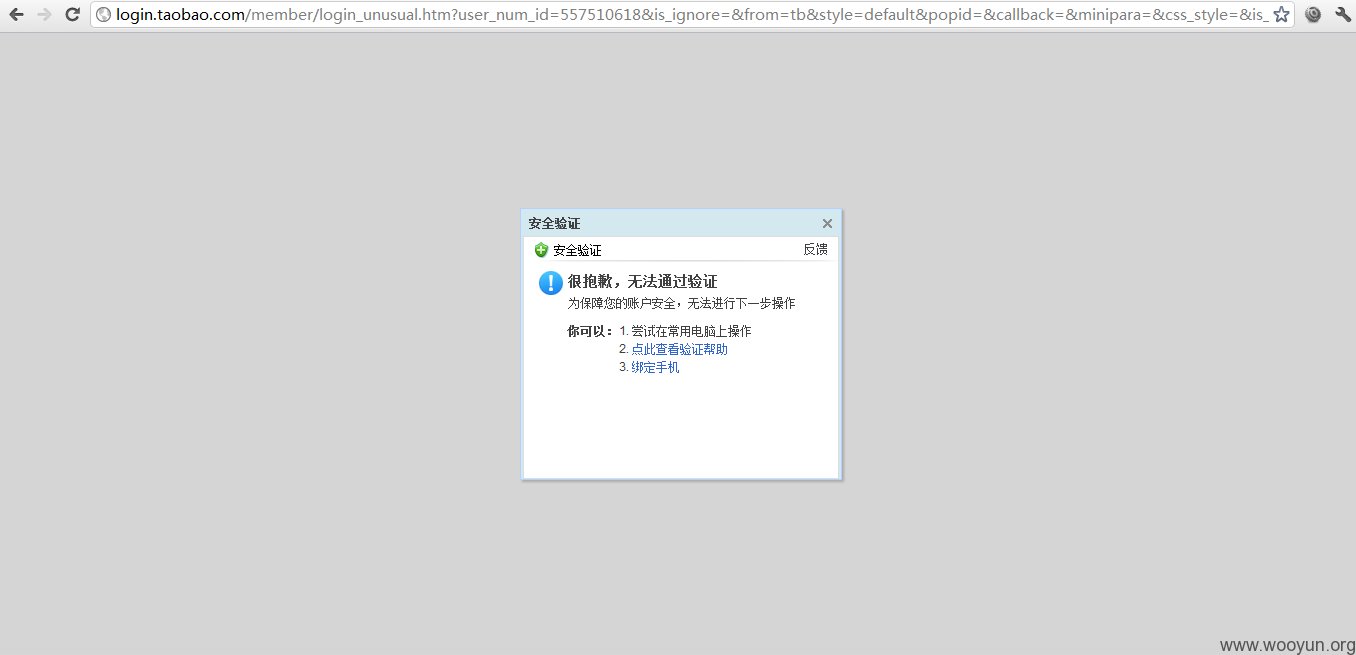 login.taobao.com/member/login_unusual.htm?user_num_id=557510618&is_ignore=&from=tb&style=default&popid=&callback=&minipara=&css_style=&is_
安全验证
安全验证 反馈
很抱歉，无法通过验证
为保障您的账户安全，无法进行下一步操作
你可以： 1. 尝试在常用电脑上操作
2. 点此查看验证帮助
3. 绑定手机
www.wooyun.org